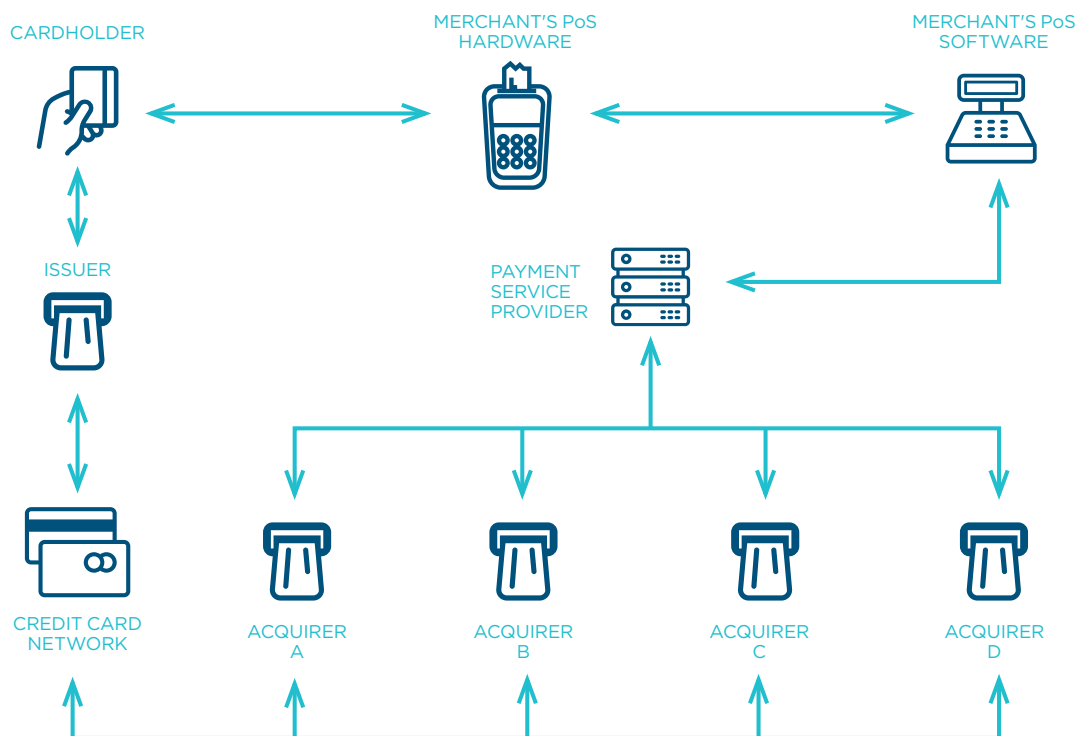 CARDHOLDER
MERCHANT'S PoS
HARDWARE
MERCHANT'S PoS
SOFTWARE
ISSUER
PAYMENT
SERVICE
PROVIDER
CREDIT CARD
NETWORK
ACQUIRER
A
ACQUIRER
B
ACQUIRER
C
ACQUIRER
D